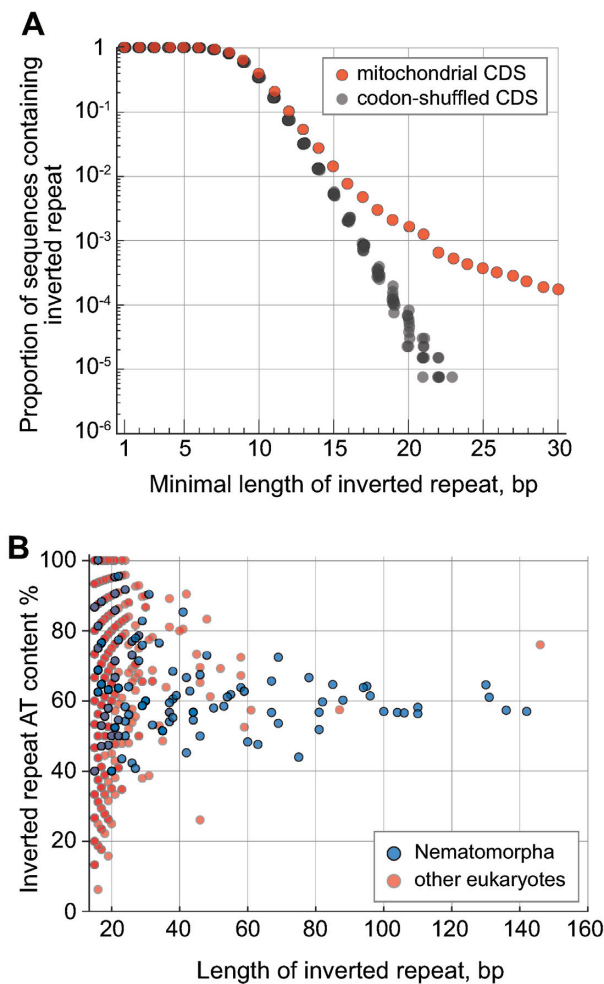 A
Proportion of sequences containing
inverted repeat
1
10-1
10-2
10-3
10-4
10-5
10-6
mitochondrial CDS
codon-shuffled CDS
1 5 10 15 20 25 30
Minimal length of inverted repeat, bp
B
Inverted repeat AT content %
100
80
60
40
20
0
Nematomorpha
other eukaryotes
20 40 60 80 100 120 140 160
Length of inverted repeat, bp